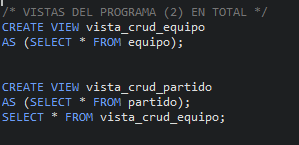 /* VISTAS DEL PROGRAMA (2) EN TOTAL */
CREATE VIEW vista_crud_equipo
AS (SELECT * FROM equipo);
CREATE VIEW vista_crud_partido
AS (SELECT * FROM partido);
SELECT * FROM vista_crud_equipo;